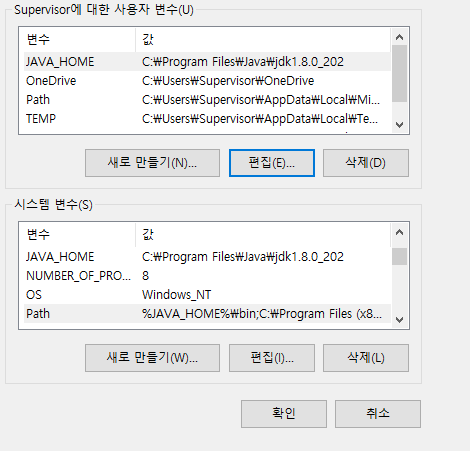 Supervisor에 대한 사용자 변수(U)
변수 값
JAVA_HOME C:₩Program Files₩Java₩jdk1.8.0_202
OneDrive C:₩Users₩Supervisor₩OneDrive
Path C:₩Users₩Supervisor₩AppData₩Local₩Mi...
TEMP C:₩Users₩Supervisor₩AppData₩Local₩Te...
새로 만들기(N)... 편집(E)... 삭제(D)
시스템 변수(S)
변수 값
JAVA_HOME C:₩Program Files₩Java₩jdk1.8.0_202
NUMBER_OF_PRO... 8
OS Windows_NT
Path %JAVA_HOME%₩bin;C:₩Program Files (x8...
새로 만들기(W)... 편집(I)... 삭제(L)
확인 취소